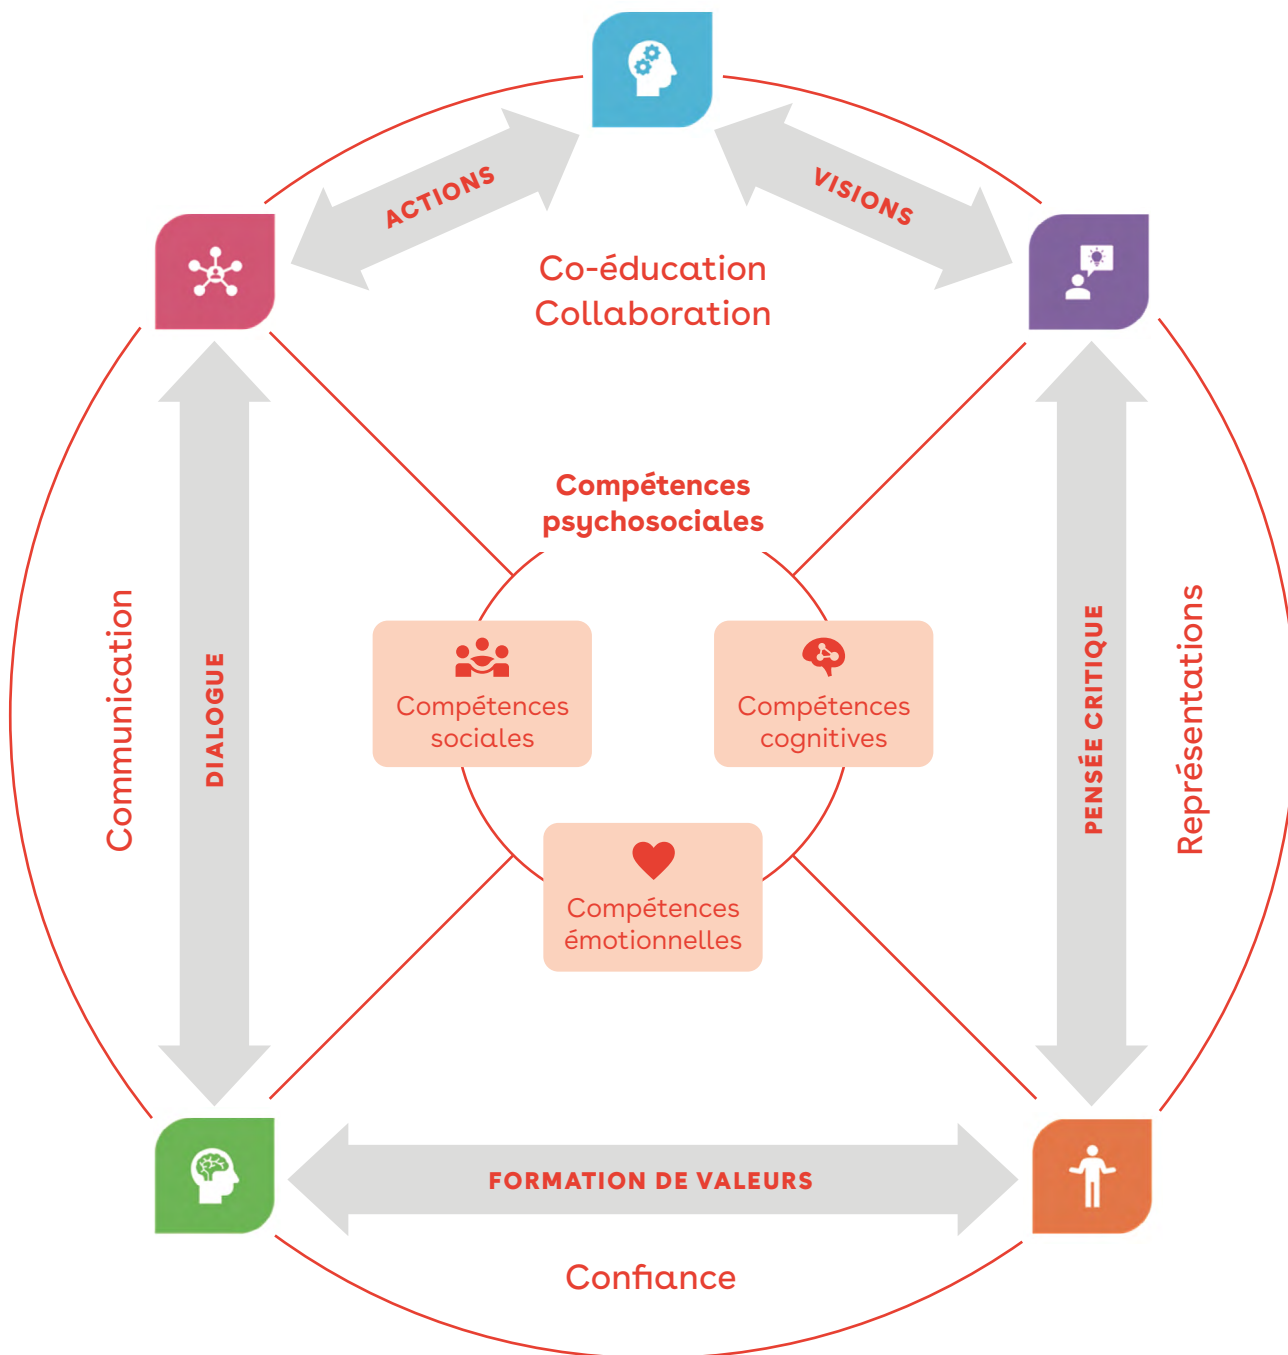 ACTIONS
VISIONS
Co-éducation
Collaboration
Compétences
psychosociales
Communication
DIALOGUE
Compétences
sociales
Compétences
cognitives
PENSÉE CRITIQUE
Représentations
Compétences
émotionnelles
FORMATION DE VALEURS
Confiance